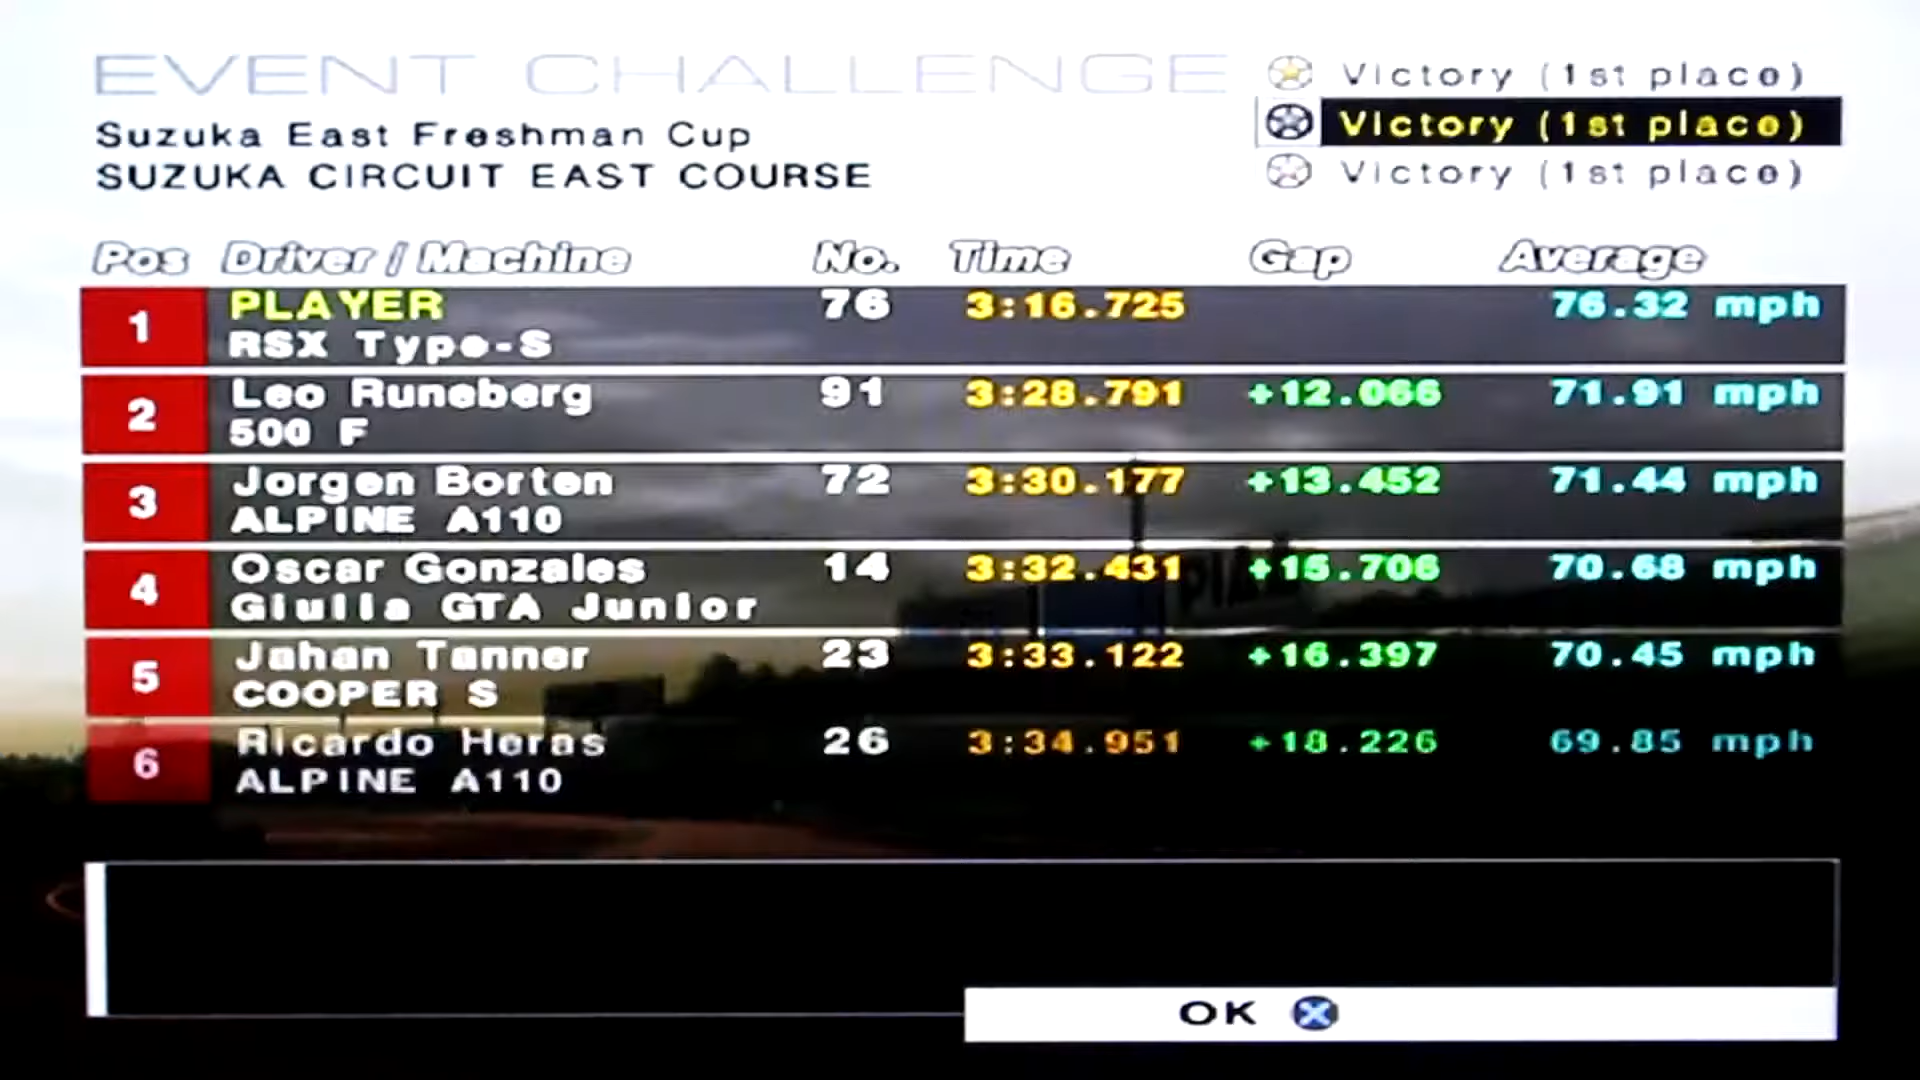 EVENT CHALLENGE
Suzuka East Freshman Cup
SUZUKA CIRCUIT EAST COURSE
Victory (1st place)
Victory (1st place)
Victory (1st place)
Pos Driver / Machine No. Time Gap Average
1 PLAYER 76 3:16.725 76.32 mph
RSX Type-S
2 Leo Runeberg 91 3:28.791 +12.066 71.91 mph
500 F
3 Jorgen Borten 72 3:30.177 +13.452 71.44 mph
ALPINE A110
4 Oscar Gonzales 14 3:32.431 +15.706 70.68 mph
Giulia GTA Junior
5 Jahan Tanner 23 3:33.122 +16.397 70.45 mph
COOPER S
6 Ricardo Heras 26 3:34.951 +18.226 69.85 mph
ALPINE A110
PIAA
OK